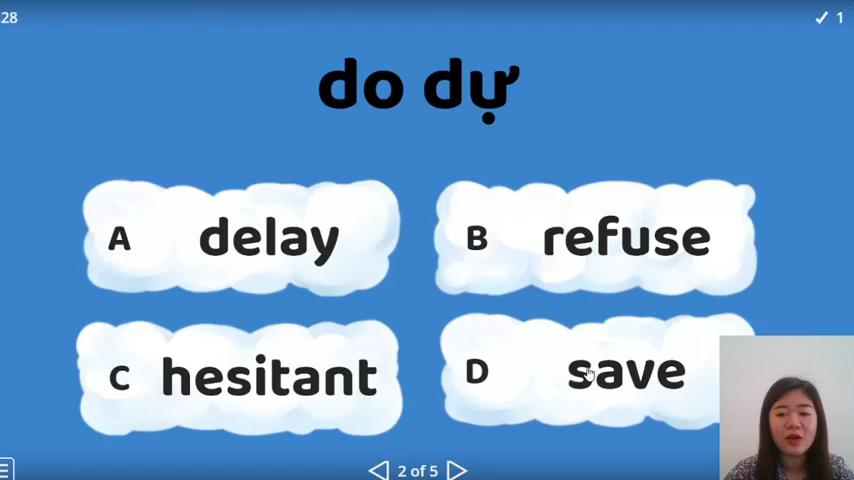 28
✓ 1
do dự
A delay
B refuse
C hesitant
D save
2 of 5